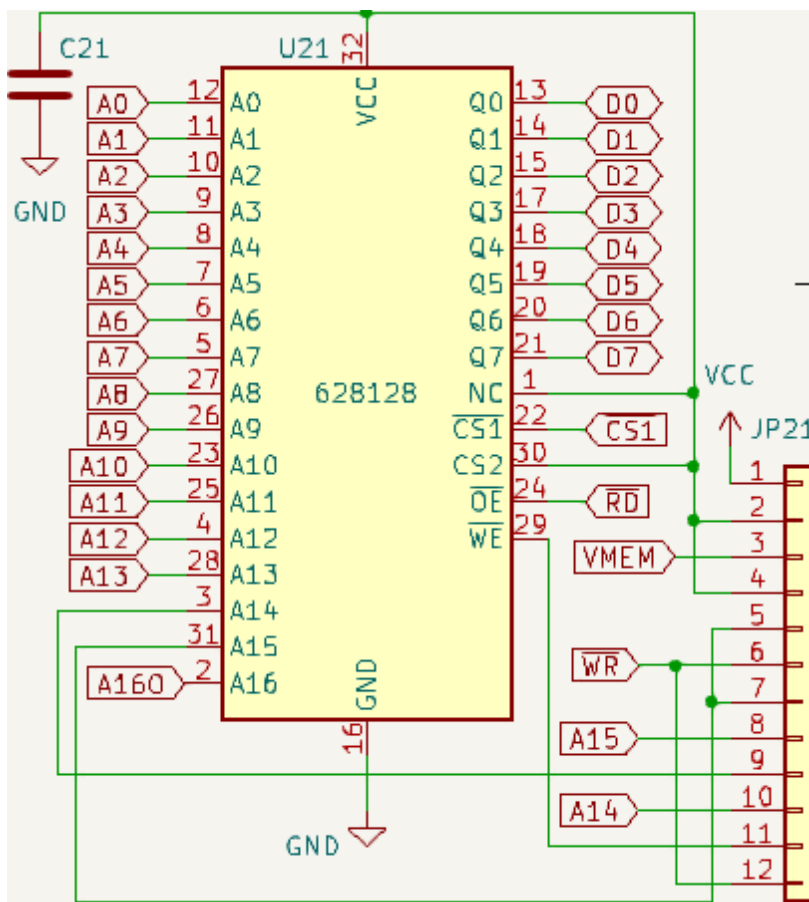 C21
U21
32
VCC
GND
A0 12 A0
A1 11 A1
A2 10 A2
A3 9 A3
A4 8 A4
A5 7 A5
A6 6 A6
A7 5 A7
A8 27 A8
A9 26 A9
A10 23 A10
A11 25 A11
A12 4 A12
A13 28 A13
3 A14
31 A15
A160 2 A16
628128
Q0 13 D0
Q1 14 D1
Q2 15 D2
Q3 17 D3
Q4 18 D4
Q5 19 D5
Q6 20 D6
Q7 21 D7
NC 1
CS1 22 CS1
CS2 30
OE 24 RD
WE 29
GND
16
GND
VCC
JP21
1
2
VMEM 3
4
5
WR 6
7
A15 8
9
A14 10
11
12